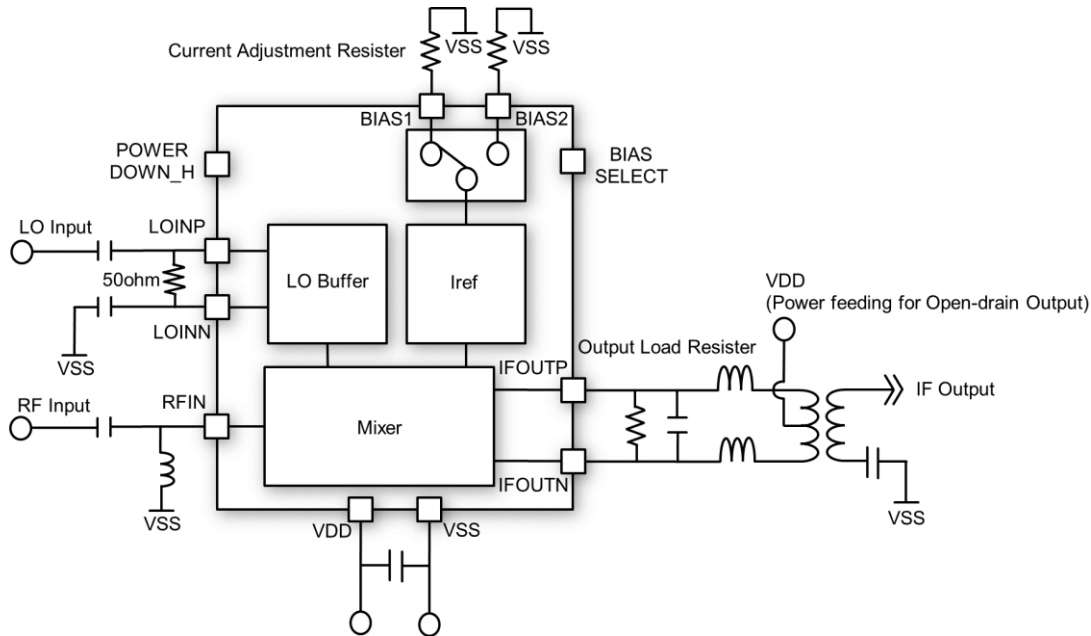 VSS
VSS
Current Adjustment Resister
BIAS1
BIAS2
POWER
DOWN_H
BIAS
SELECT
LO Input
LOINP
50ohm
LO Buffer
Iref
VDD
(Power feeding for Open-drain Output)
LOINN
VSS
Output Load Resister
IFOUTP
RF Input
RFIN
Mixer
IF Output
IFOUTN
VSS
VDD
VSS
VSS